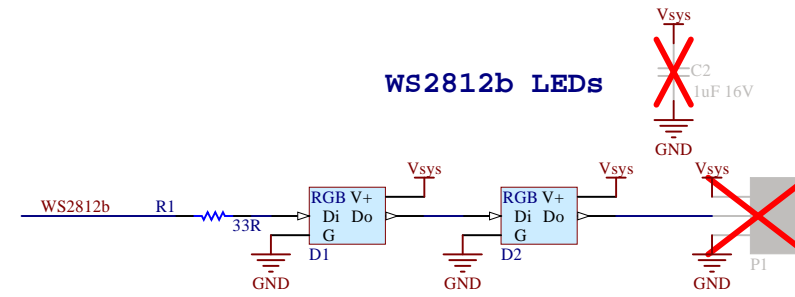 Vsys
WS2812b LEDs
C2
1uF 16V
GND
Vsys
Vsys
Vsys
WS2812b
R1
33R
RGB V+
Di Do
G
D1
RGB V+
Di Do
G
D2
P1
GND
GND
GND